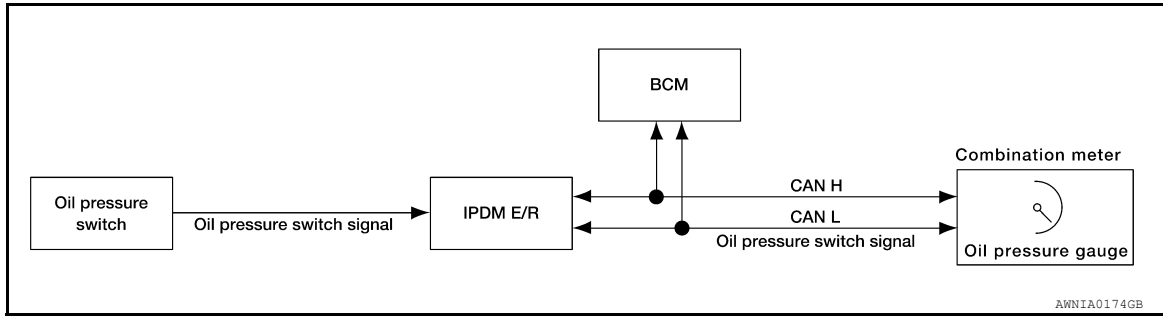 BCM
Combination meter
Oil pressure
switch
Oil pressure switch signal
IPDM E/R
CAN H
CAN L
Oil pressure switch signal
Oil pressure gauge
AWNIA0174GB